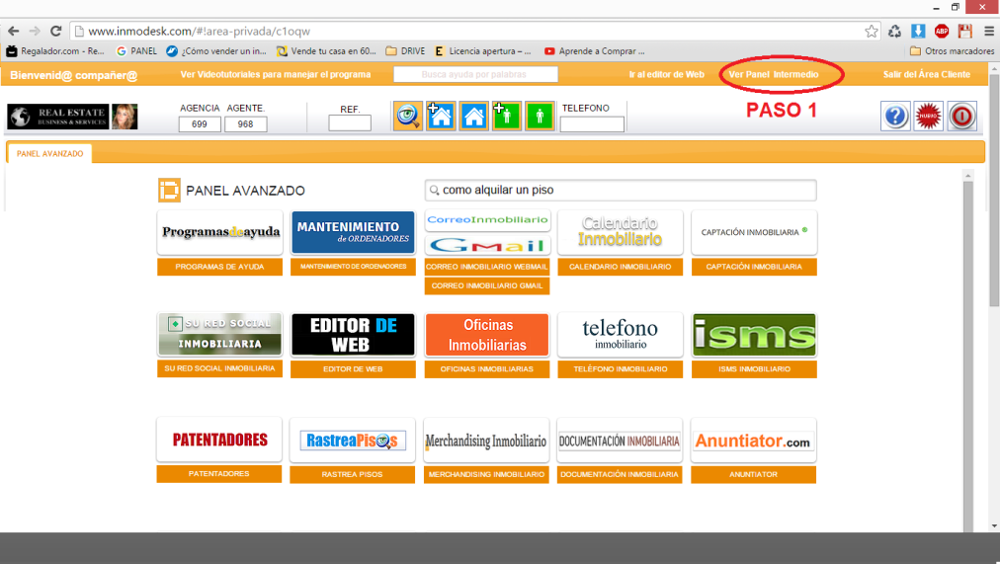 www.inmodesk.com/#!area-privada/c1oqw
ABP
Regalador.com - Re...
G PANEL
¿Cómo vender un in...
Vende tu casa en 60...
DRIVE
E Licencia apertura – ...
Aprende a Comprar ...
Otros marcadores
Bienvenid@ compañer@
Ver Videotutoriales para manejar el programa
Busca ayuda por palabras
Ir al editor de Web
Ver Panel Intermedio
Salir del Área Cliente
PASO 1
REAL ESTATE
BUSINESS & SERVICES
AGENCIA
AGENTE.
699
968
REF.
TELEFONO
?
NUEVO
PANEL AVANZADO
PANEL AVANZADO
como alquilar un piso
Programasdeayuda
MANTENIMIENTO
de ORDENADORES
CorreoInmobiliario
Gmail
Calendario
Inmobiliario
CAPTACIÓN INMOBILIARIA
PROGRAMAS DE AYUDA
MANTENIMIENTO DE ORDENADORES
CORREO INMOBILIARIO WEBMAIL
CALENDARIO INMOBILIARIO
CAPTACIÓN INMOBILIARIA
CORREO INMOBILIARIO GMAIL
SU RED SOCIAL
INMOBILIARIA
EDITOR DE
WEB
Oficinas
Inmobiliarias
telefono
inmobiliario
isms
SU RED SOCIAL INMOBILIARIA
EDITOR DE WEB
OFICINAS INMOBILIARIAS
TELÉFONO INMOBILIARIO
ISMS INMOBILIARIO
PATENTADORES
RastreaPisos
Merchandising Inmobiliario
DOCUMENTACIÓN INMOBILIARIA
Anuntiator.com
PATENTADORES
RASTREA PISOS
MERCHANDISING INMOBILIARIO
DOCUMENTACIÓN INMOBILIARIA
ANUNTIATOR